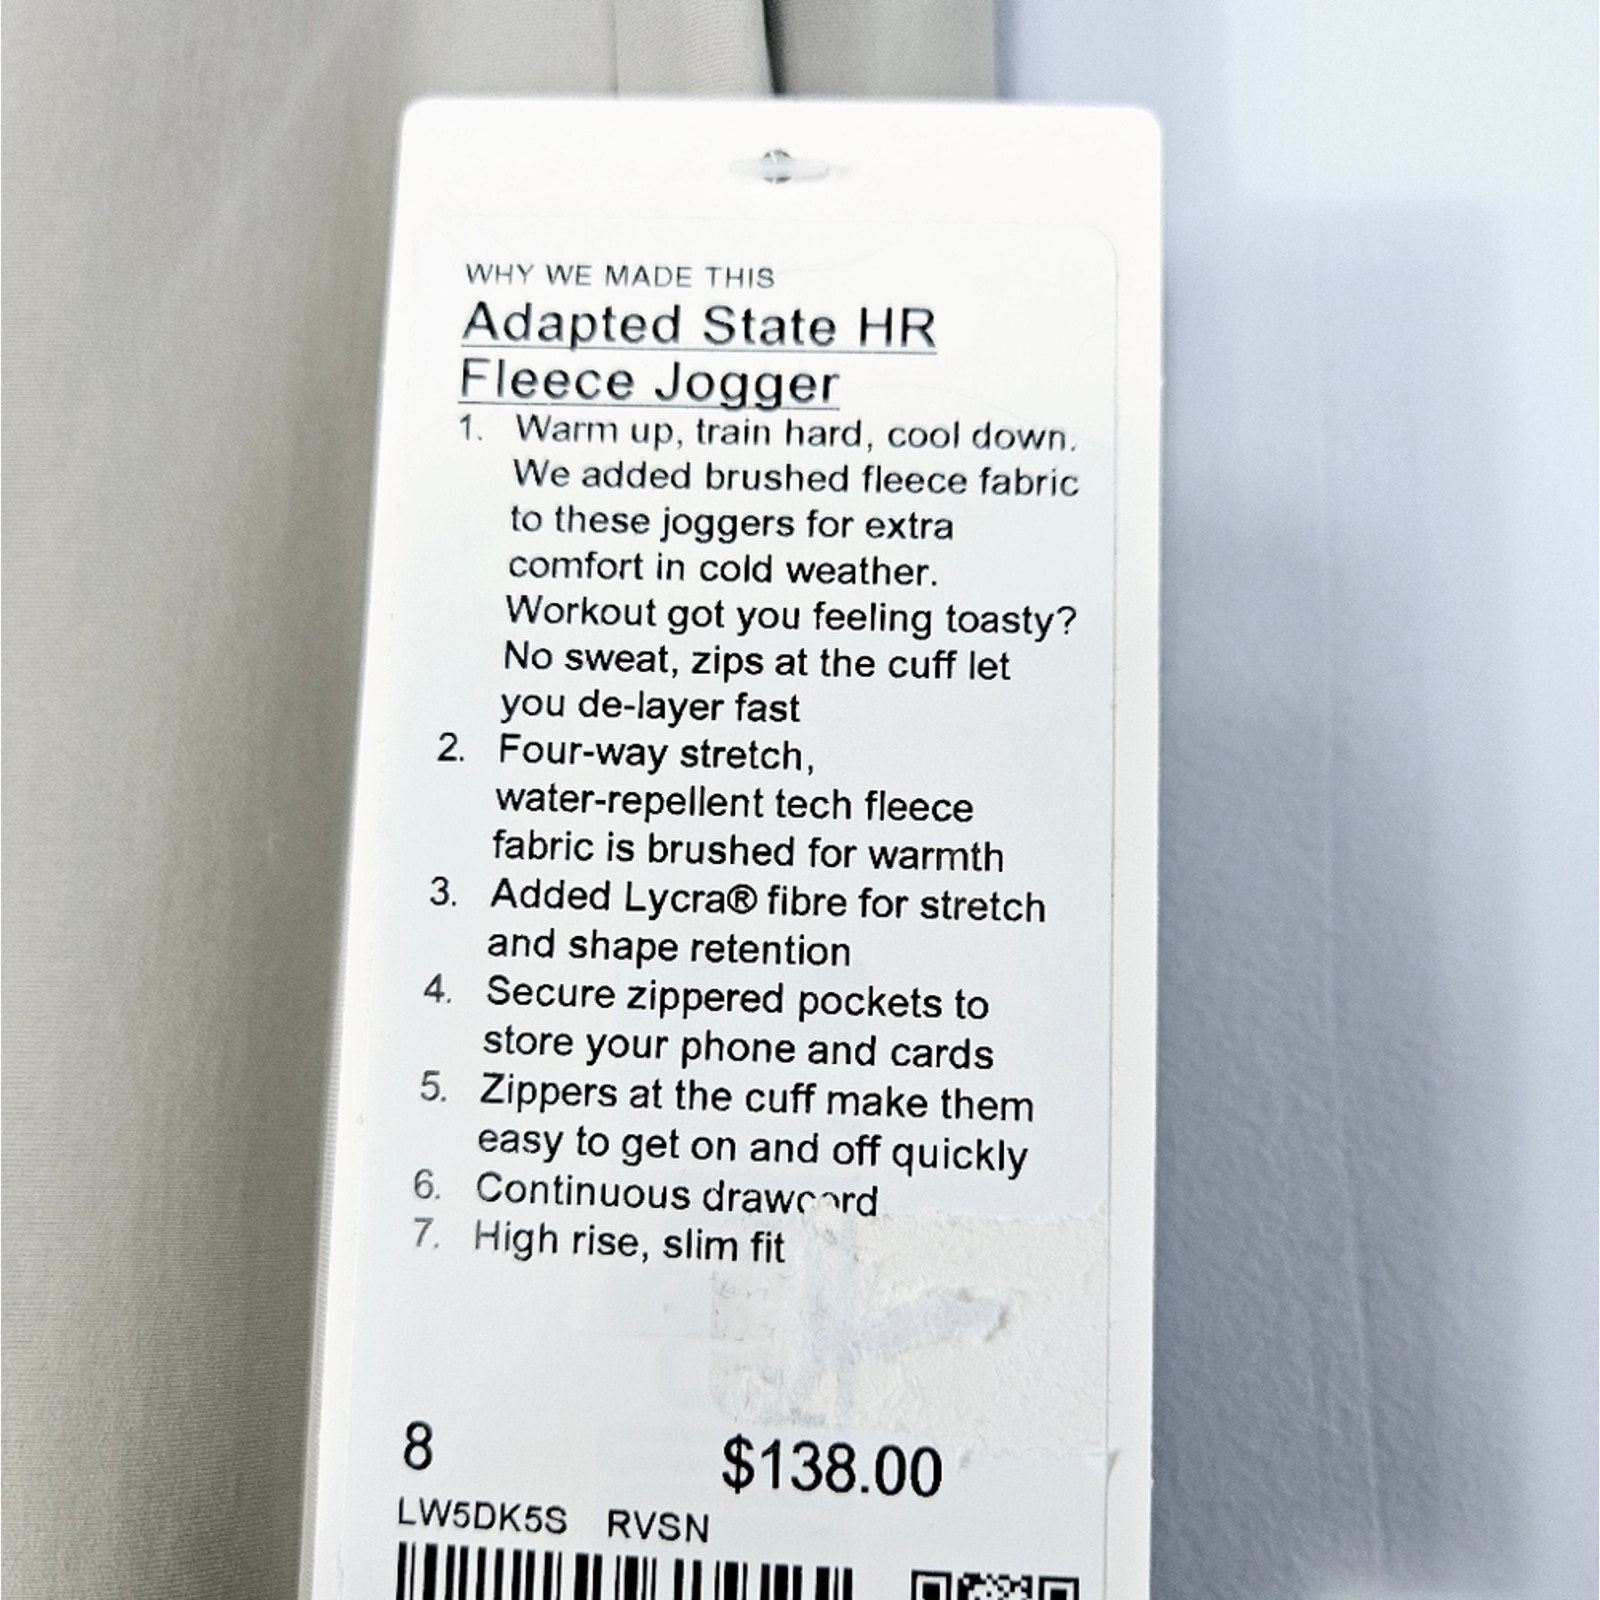 WHY WE MADE THIS
Adapted State HR
Fleece Jogger
1. Warm up, train hard, cool down.
We added brushed fleece fabric
to these joggers for extra
comfort in cold weather.
Workout got you feeling toasty?
No sweat, zips at the cuff let
you de-layer fast
2. Four-way stretch,
water-repellent tech fleece
fabric is brushed for warmth
3. Added Lycra® fibre for stretch
and shape retention
4. Secure zippered pockets to
store your phone and cards
5. Zippers at the cuff make them
easy to get on and off quickly
6. Continuous drawcord
7. High rise, slim fit
8 $138.00
LW5DK5S RVSN